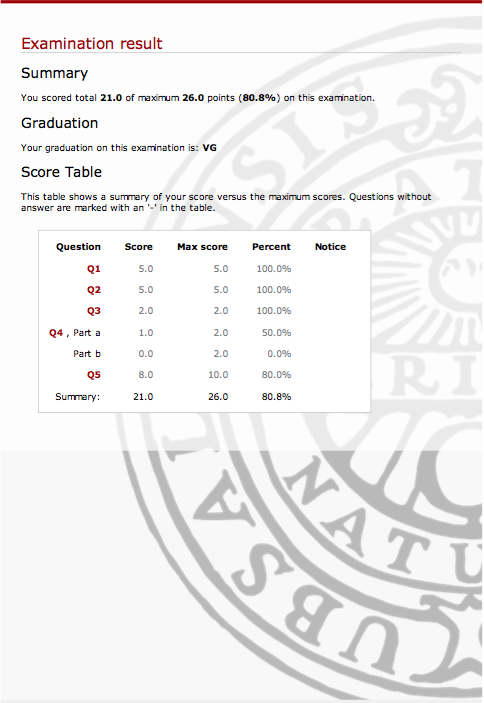 Examination result
Summary
You scored total 21.0 of maximum 26.0 points (80.8%) on this examination.
Graduation
Your graduation on this examination is: VG
Score Table
This table shows a summary of your score versus the maximum scores. Questions without
answer are marked with an '-' in the table.
Question Score Max score Percent Notice
Q1 5.0 5.0 100.0%
Q2 5.0 5.0 100.0%
Q3 2.0 2.0 100.0%
Q4 , Part a 1.0 2.0 50.0%
Part b 0.0 2.0 0.0%
Q5 8.0 10.0 80.0%
Summary: 21.0 26.0 80.8%